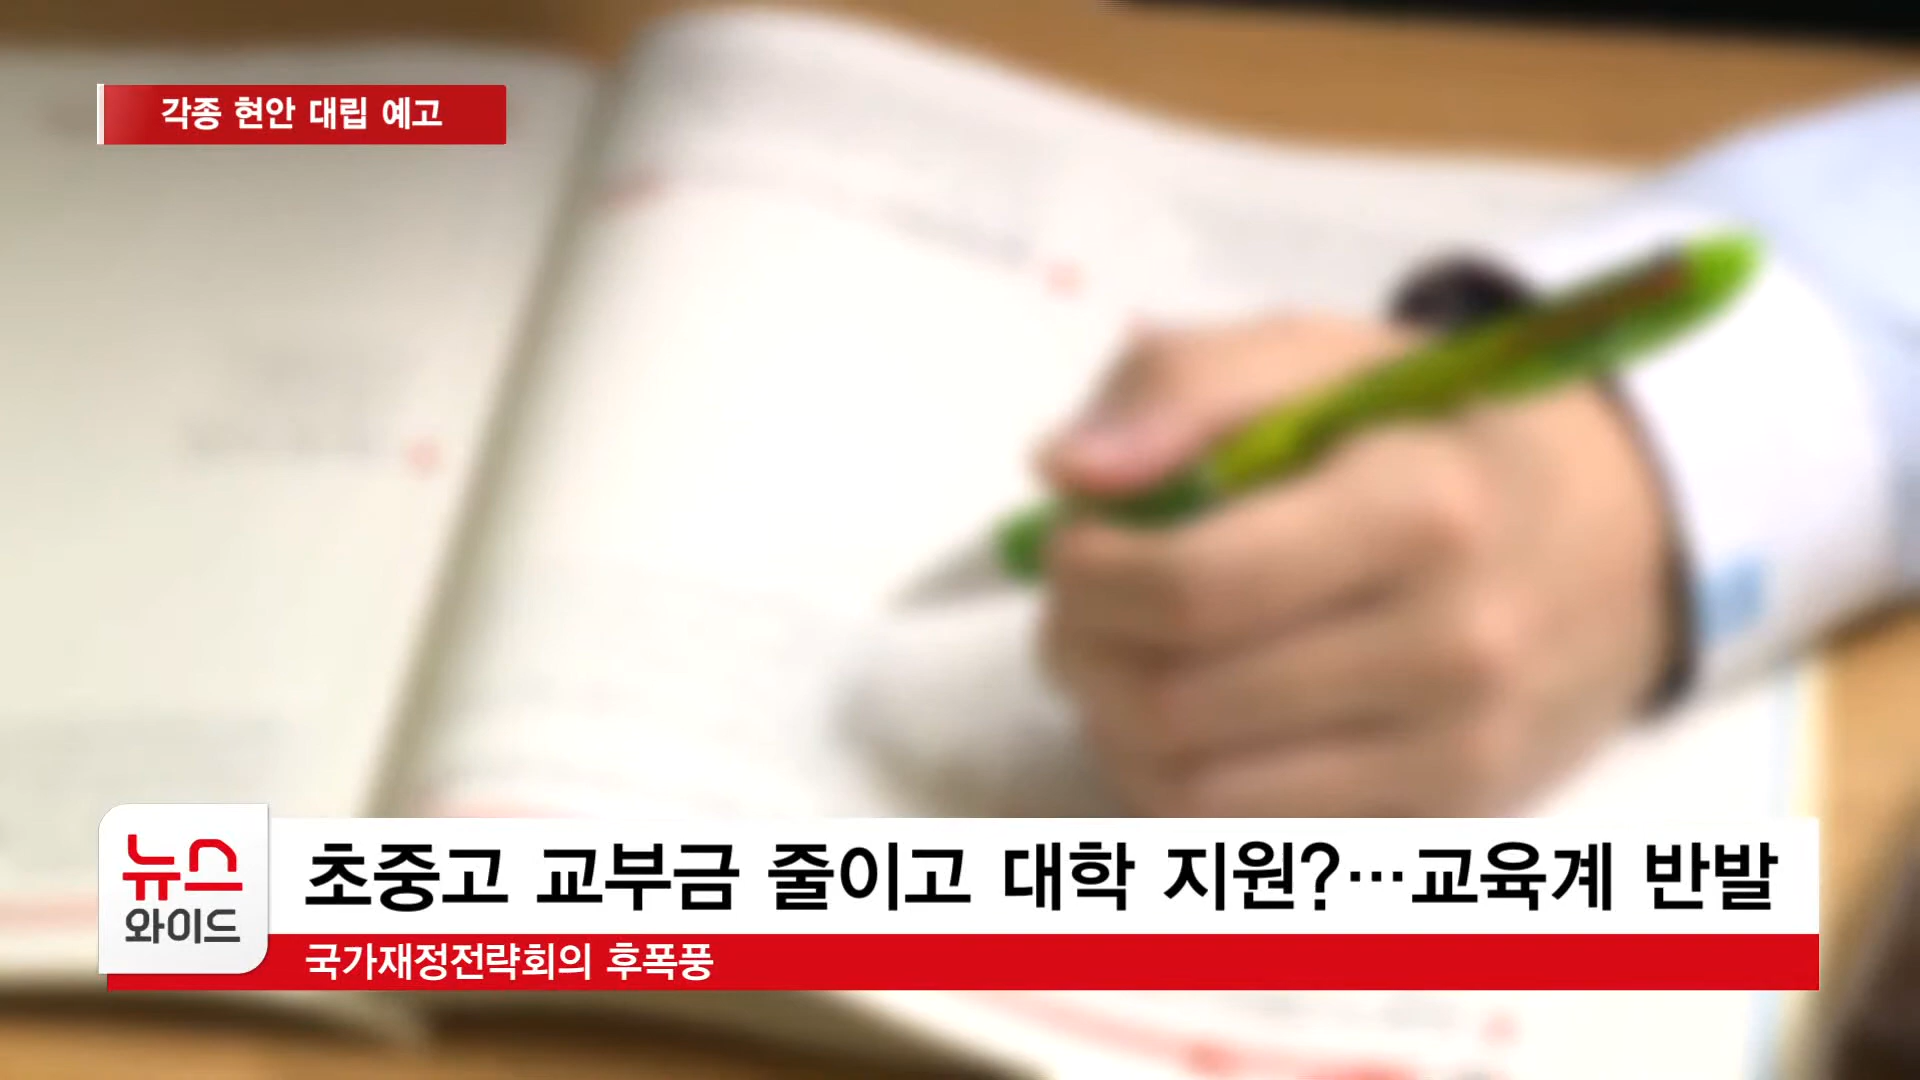 각종 현안 대립 예고
뉴스
와이드
초중고 교부금 줄이고 대학 지원?…교육계 반발
국가재정전략회의 후폭풍